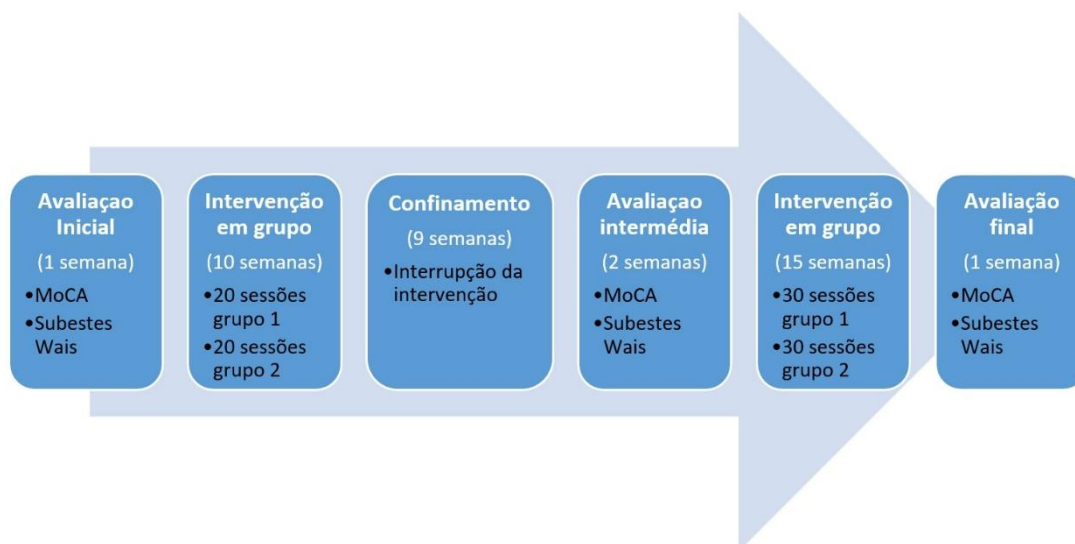 Avaliaçao
Inicial
(1 semana)
•MoCA
•Subestes
Wais
Intervenção
em grupo
(10 semanas)
•20 sessões
grupo 1
•20 sessões
grupo 2
Confinamento
(9 semanas)
•Interrupção da
intervenção
Avaliaçao
intermédia
(2 semanas)
•MoCA
•Subestes
Wais
Intervenção
em grupo
(15 semanas)
•30 sessões
grupo 1
•30 sessões
grupo 2
Avaliação
final
(1 semana)
•MoCA
•Subestes
Wais